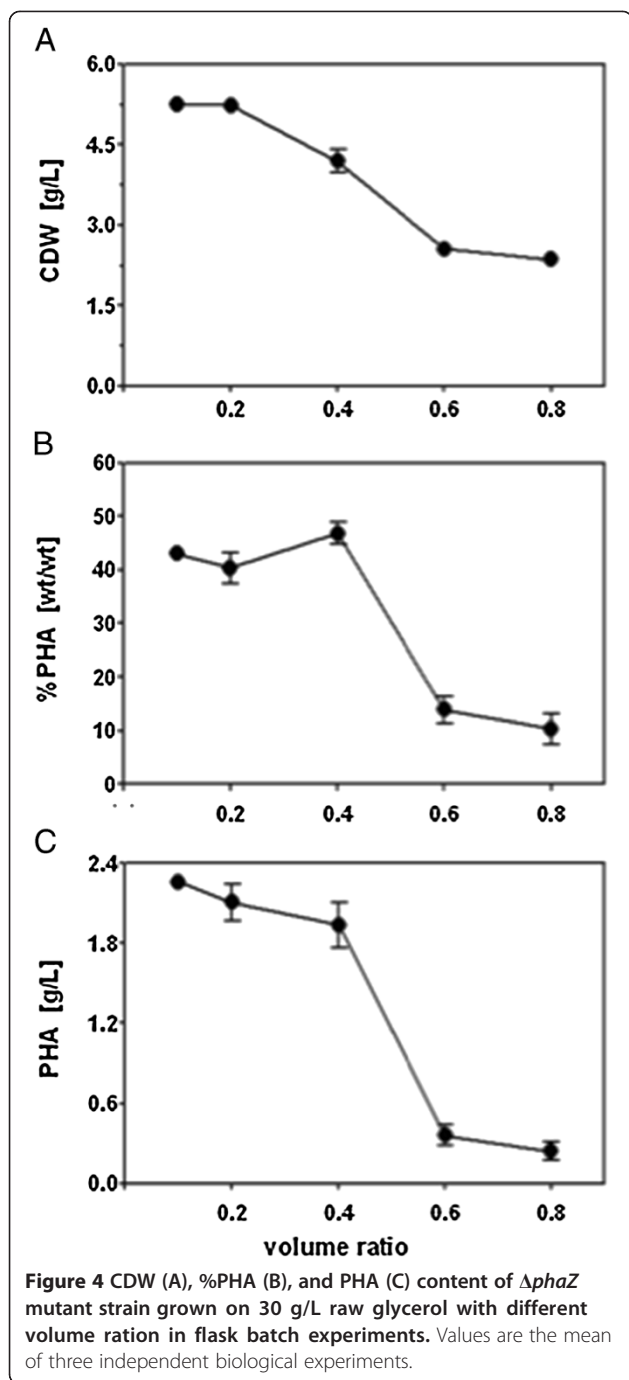 A
6.0
4.5
3.0
1.5
0.0
CDW [g/L]
0.2 0.4 0.6 0.8
B
60
50
40
30
20
10
0
%PHA [wt/wt]
0.2 0.4 0.6 0.8
C
2.4
1.8
1.2
0.6
0.0
PHA [g/L]
0.2 0.4 0.6 0.8
volume ratio
Figure 4 CDW (A), %PHA (B), and PHA (C) content of ΔphaZ
mutant strain grown on 30 g/L raw glycerol with different
volume ration in flask batch experiments. Values are the mean
of three independent biological experiments.